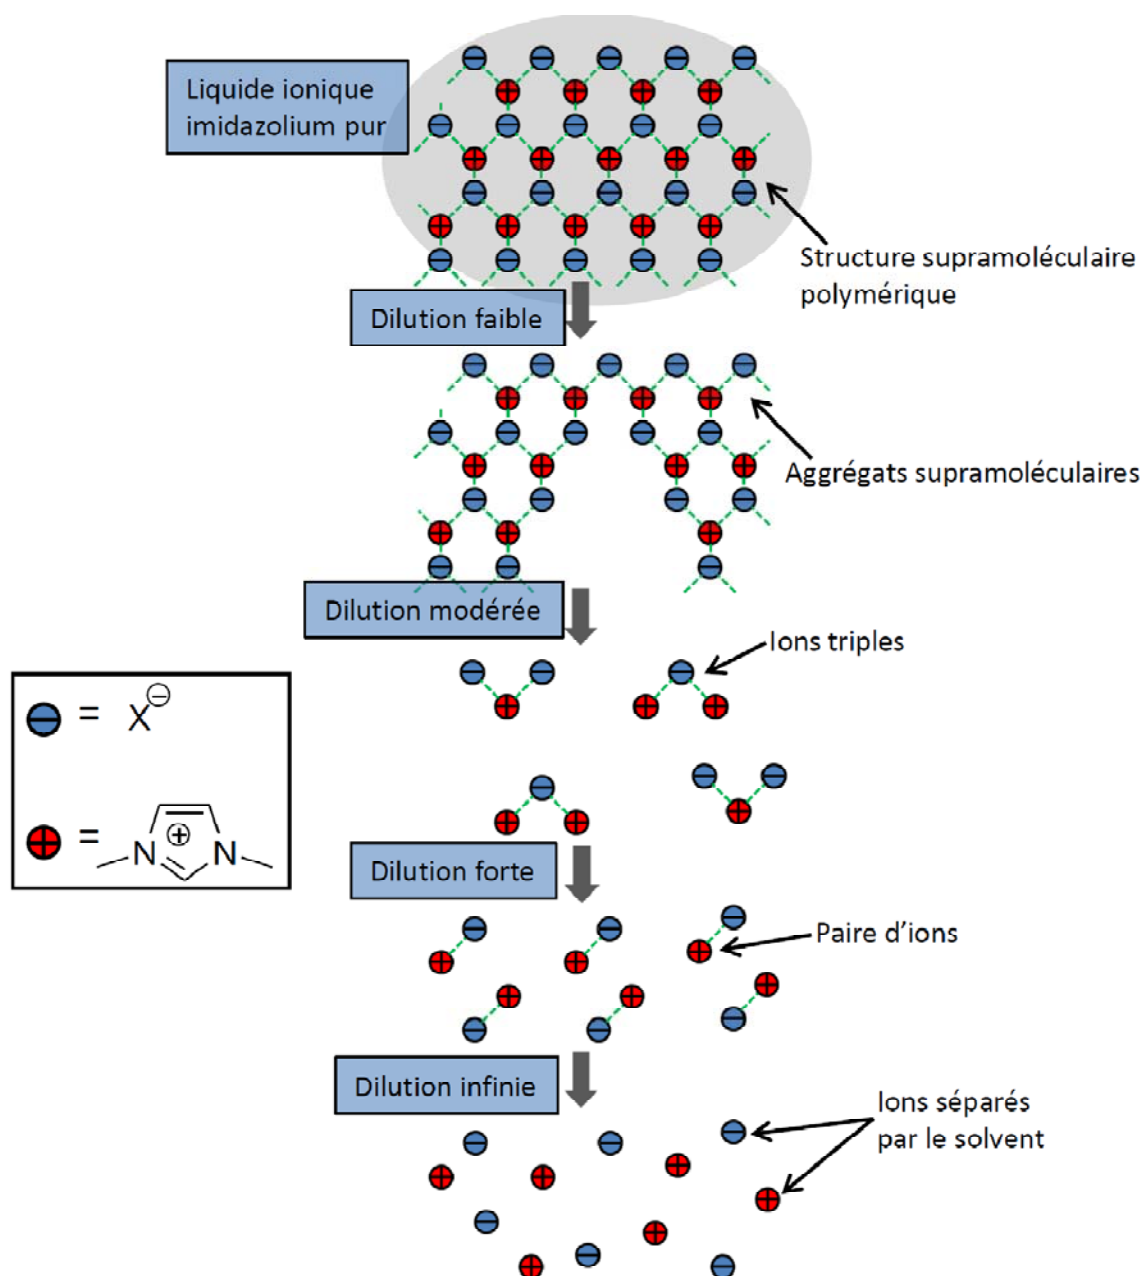 Liquide ionique
imidazolium pur
Structure supramoléculaire
polymérique
Dilution faible
Aggrégats supramoléculaires
Dilution modérée
Ions triples
= X⊖
= N ⊕ N
Dilution forte
Paire d'ions
Dilution infinie
Ions séparés
par le solvent